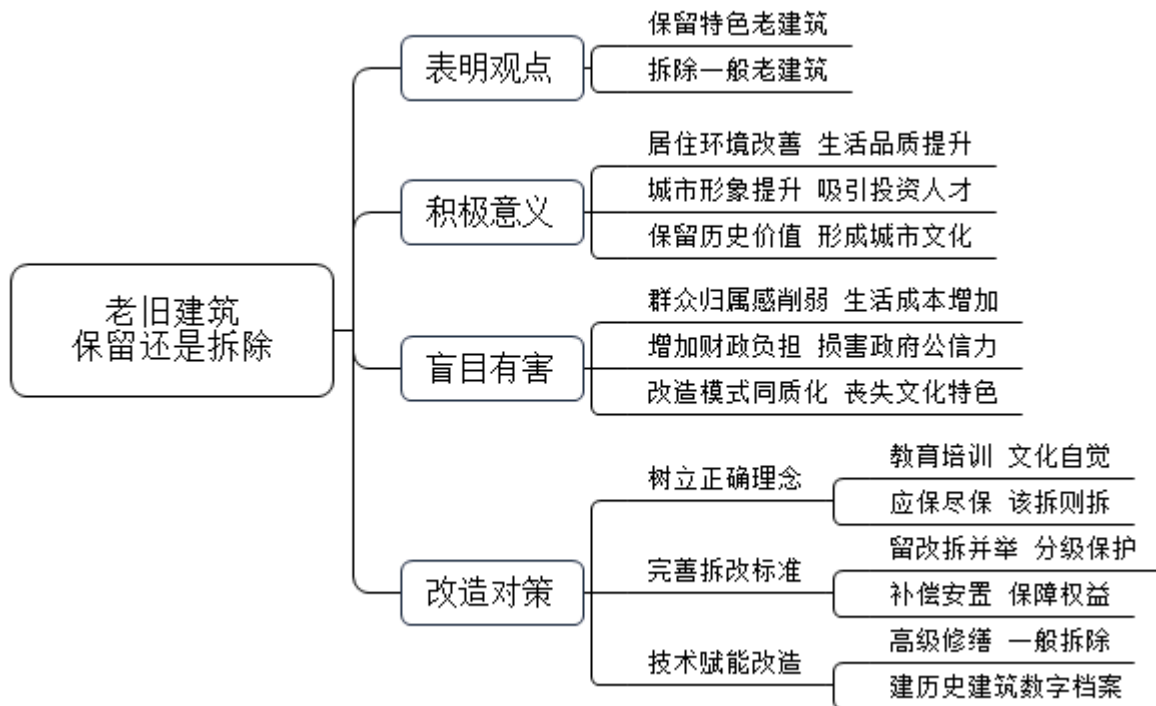 老旧建筑
保留还是拆除
表明观点
保留特色老建筑
拆除一般老建筑
积极意义
居住环境改善 生活品质提升
城市形象提升 吸引投资人才
保留历史价值 形成城市文化
盲目有害
群众归属感削弱 生活成本增加
增加财政负担 损害政府公信力
改造模式同质化 丧失文化特色
改造对策
树立正确理念
教育培训 文化自觉
应保尽保 该拆则拆
完善拆改标准
留改拆并举 分级保护
补偿安置 保障权益
技术赋能改造
高级修缮 一般拆除
建历史建筑数字档案